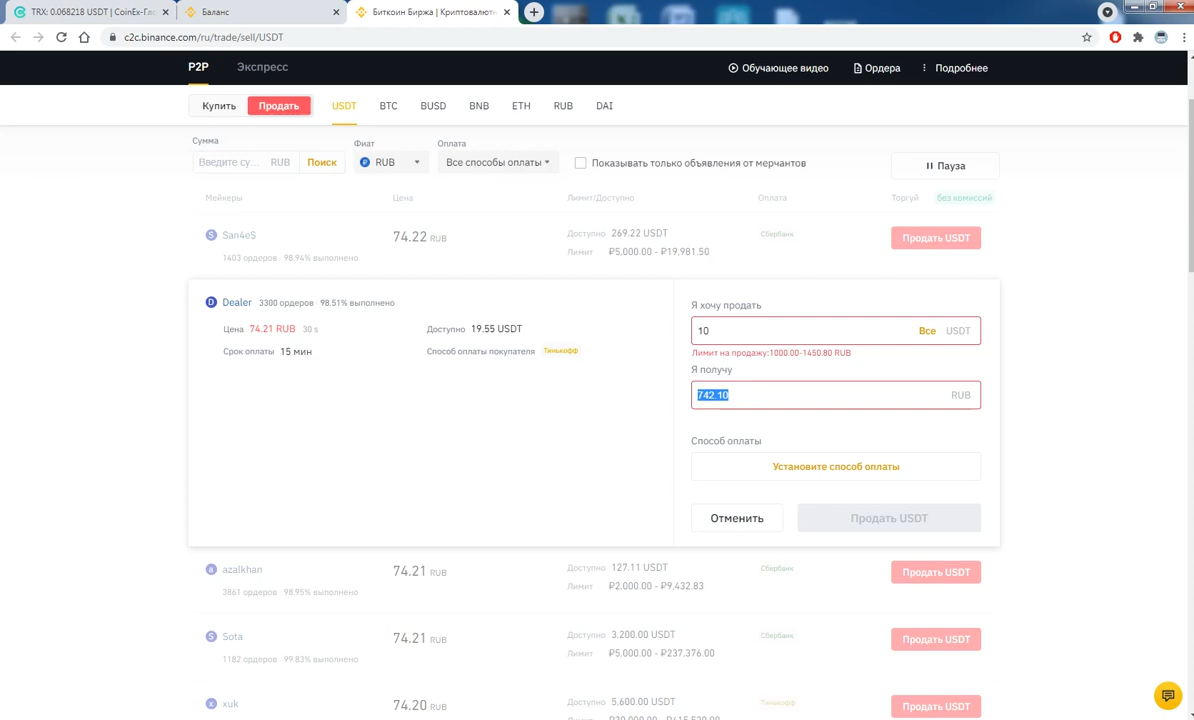 TRX: 0.068218 USDT | CoinEx-Гло
Баланс
Биткоин Биржа | Криптовалютн
c2c.binance.com/ru/trade/sell/USDT
P2P Экспресс Обучающее видео Ордера Подробнее
Купить Продать USDT BTC BUSD BNB ETH RUB DAI
Сумма Фиат Оплата
Введите су... RUB Поиск RUB Все способы оплаты Показывать только объявления от мерчантов Пауза
Мейкеры Цена Лимит/Доступно Оплата Торгуй без комиссий
S San4eS 74.22 RUB Доступно 269.22 USDT Сбербанк Продать USDT
Лимит ₽5,000.00 - ₽19,981.50
1403 ордеров 98.94% выполнено
D Dealer 3300 ордеров 98.51% выполнено
Цена 74.21 RUB 30 s Доступно 19.55 USDT
Срок оплаты 15 мин Способ оплаты покупателя Тинькофф
Я хочу продать
10 Все USDT
Лимит на продажу:1000.00-1450.80 RUB
Я получу
742.10 RUB
Способ оплаты
Установите способ оплаты
Отменить Продать USDT
a azalkhan 74.21 RUB Доступно 127.11 USDT Сбербанк Продать USDT
3861 ордеров 98.95% выполнено Лимит ₽2,000.00 - ₽9,432.83
S Sota 74.21 RUB Доступно 3,200.00 USDT Сбербанк Продать USDT
1182 ордеров 99.83% выполнено Лимит ₽5,000.00 - ₽237,376.00
x xuk 74.20 RUB Доступно 5,600.00 USDT Тинькофф Продать USDT